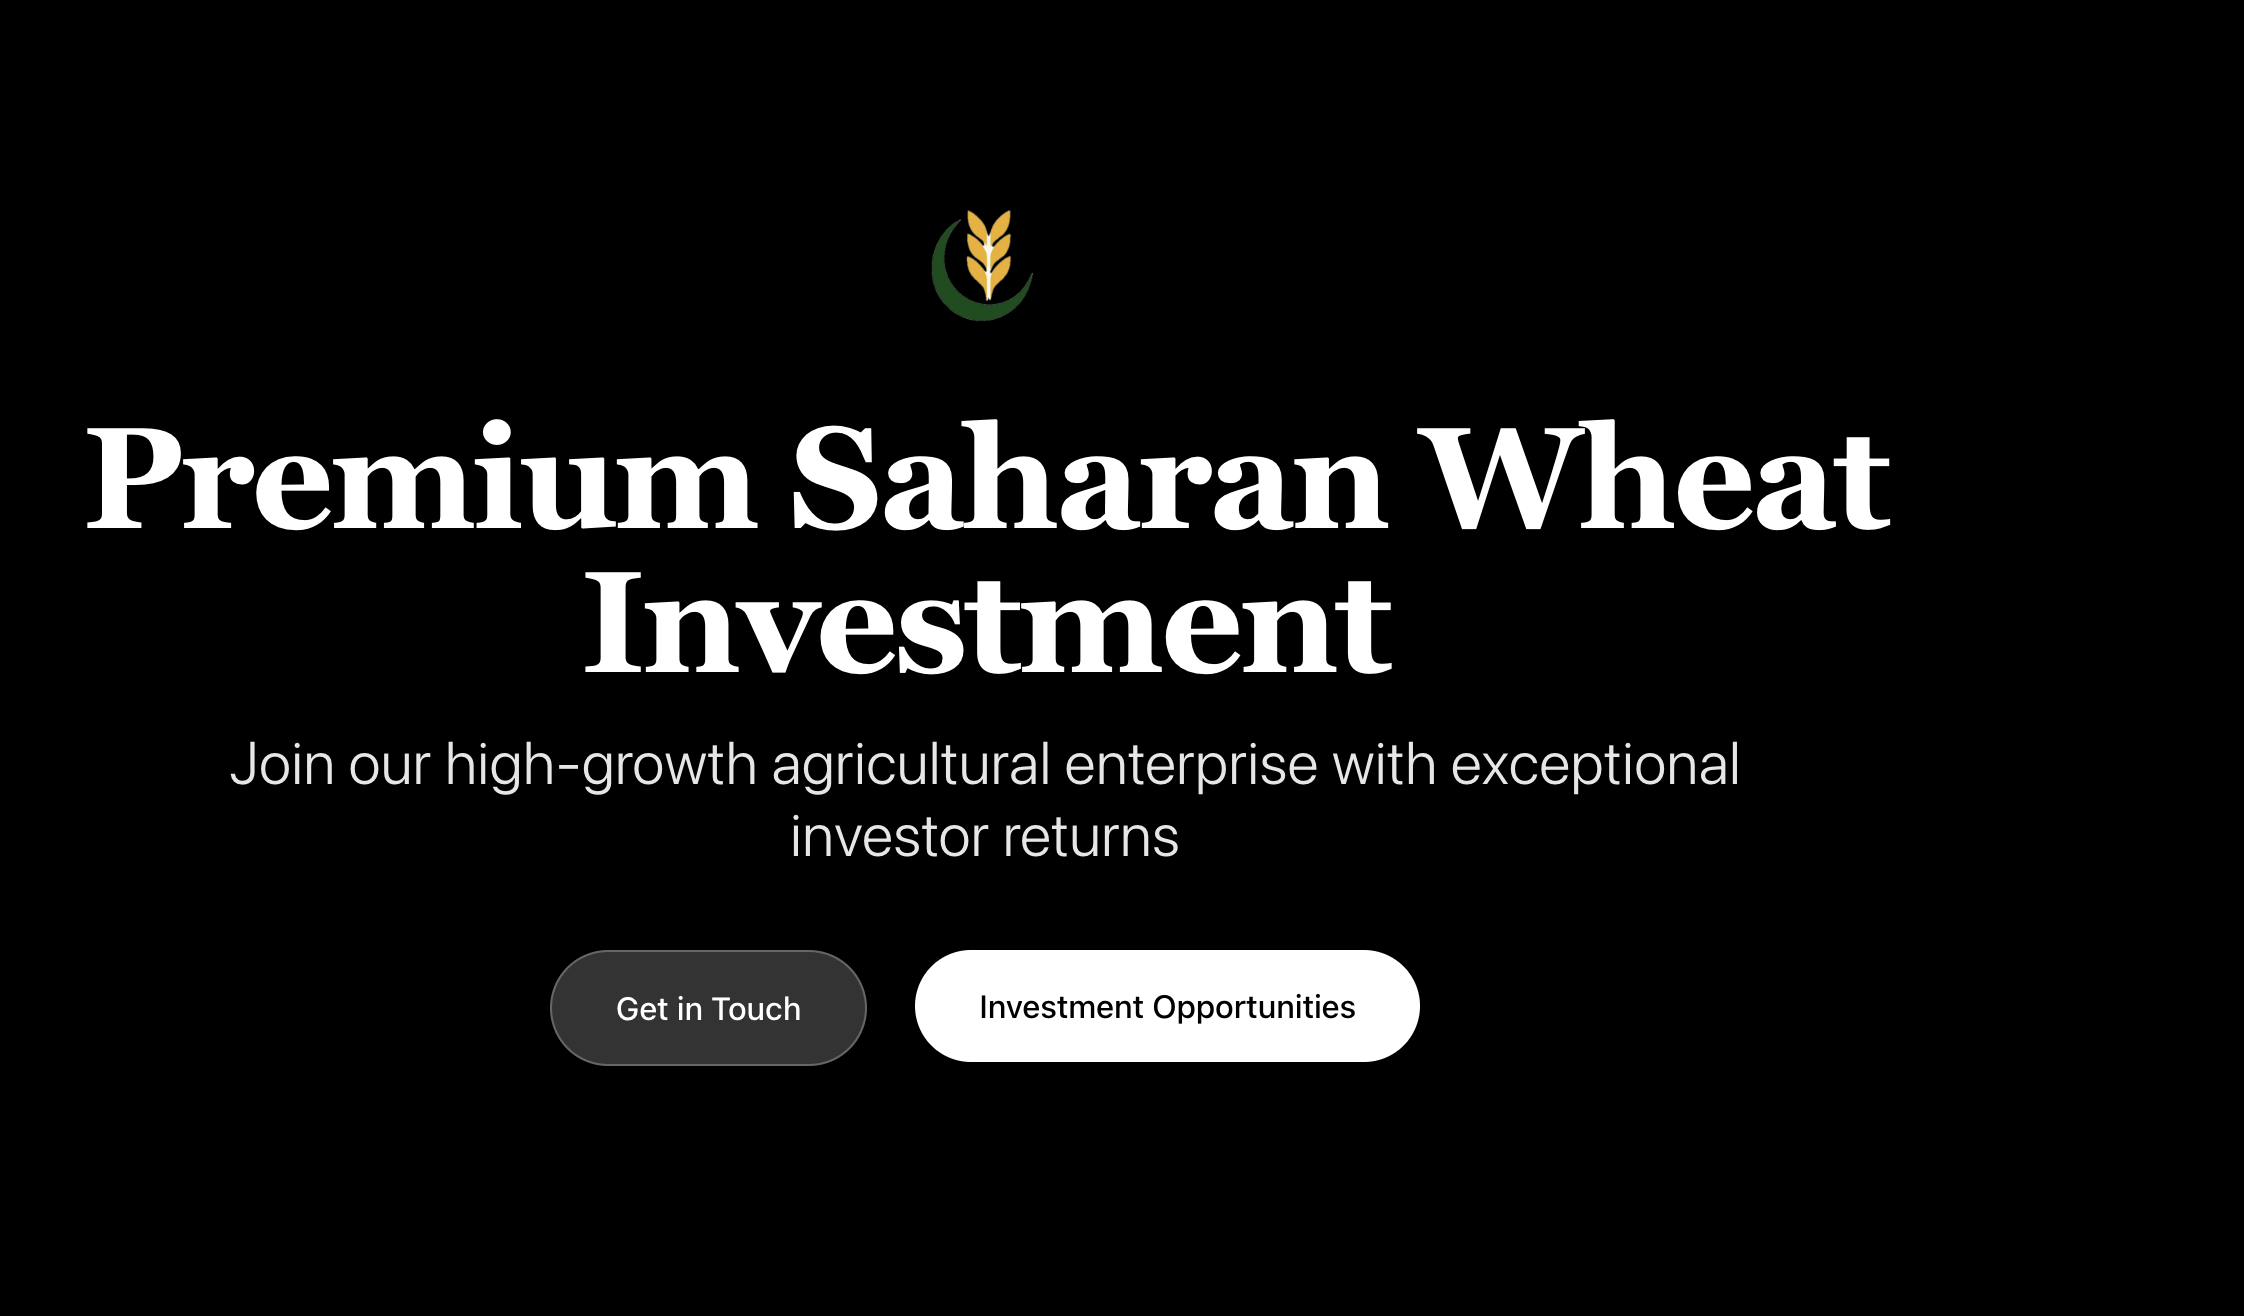 Premium Saharan Wheat
Investment
Join our high-growth agricultural enterprise with exceptional
investor returns
Get in Touch
Investment Opportunities